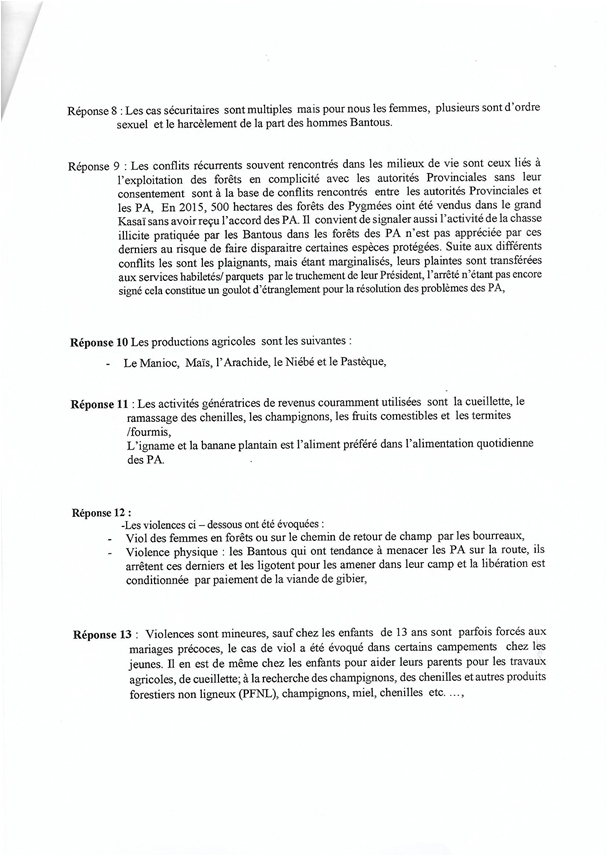 Réponse 8 : Les cas sécuritaires sont multiples mais pour nous les femmes, plusieurs sont d'ordre
sexuel et le harcèlement de la part des hommes Bantous.
Réponse 9 : Les conflits récurrents souvent rencontrés dans les milieux de vie sont ceux liés à
l'exploitation des forêts en complicité avec les autorités Provinciales sans leur
consentement sont à la base de conflits rencontrés entre les autorités Provinciales et
les PA, En 2015, 500 hectares des forêts des Pygmées oint été vendus dans le grand
Kasaï sans avoir reçu l'accord des PA. Il convient de signaler aussi l'activité de la chasse
illicite pratiquée par les Bantous dans les forêts des PA n'est pas appréciée par ces
derniers au risque de faire disparaitre certaines espèces protégées. Suite aux différents
conflits les sont les plaignants, mais étant marginalisés, leurs plaintes sont transférées
aux services habiletés/ parquets par le truchement de leur Président, l'arrêté n'étant pas encore
signé cela constitue un goulot d'étranglement pour la résolution des problèmes des PA,
Réponse 10 Les productions agricoles sont les suivantes :
- Le Manioc, Maïs, l'Arachide, le Niébé et le Pastèque,
Réponse 11 : Les activités génératrices de revenus couramment utilisées sont la cueillette, le
ramassage des chenilles, les champignons, les fruits comestibles et les termites
/fourmis,
L'igname et la banane plantain est l'aliment préféré dans l'alimentation quotidienne
des PA.
Réponse 12 :
-Les violences ci – dessous ont été évoquées :
- Viol des femmes en forêts ou sur le chemin de retour de champ par les bourreaux,
- Violence physique : les Bantous qui ont tendance à menacer les PA sur la route, ils
arrêtent ces derniers et les ligotent pour les amener dans leur camp et la libération est
conditionnée par paiement de la viande de gibier,
Réponse 13 : Violences sont mineures, sauf chez les enfants de 13 ans sont parfois forcés aux
mariages précoces, le cas de viol a été évoqué dans certains campements chez les
jeunes. Il en est de même chez les enfants pour aider leurs parents pour les travaux
agricoles, de cueillette; à la recherche des champignons, des chenilles et autres produits
forestiers non ligneux (PFNL), champignons, miel, chenilles etc. …,